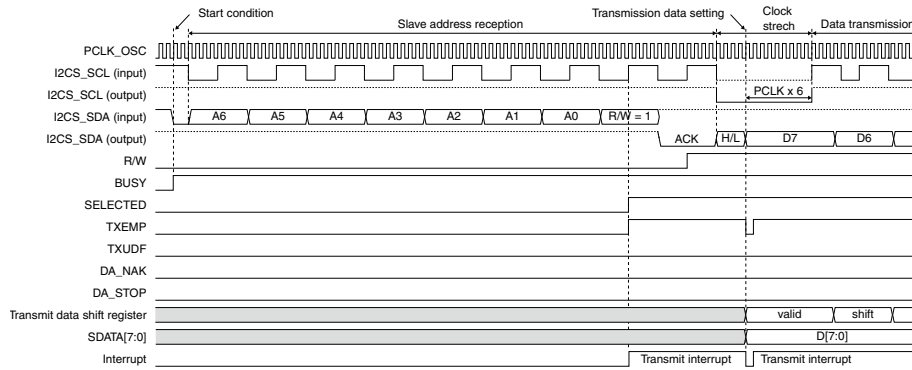 Start condition
Slave address reception
Transmission data setting
Clock
strech
Data transmission
PCLK_OSC
I2CS_SCL (input)
I2CS_SCL (output)
PCLK x 6
I2CS_SDA (input)
A6 A5 A4 A3 A2 A1 A0 R/W = 1
I2CS_SDA (output)
ACK H/L D7 D6
R/W
BUSY
SELECTED
TXEMP
TXUDF
DA_NAK
DA_STOP
Transmit data shift register
valid shift
SDATA[7:0]
D[7:0]
Interrupt
Transmit interrupt Transmit interrupt